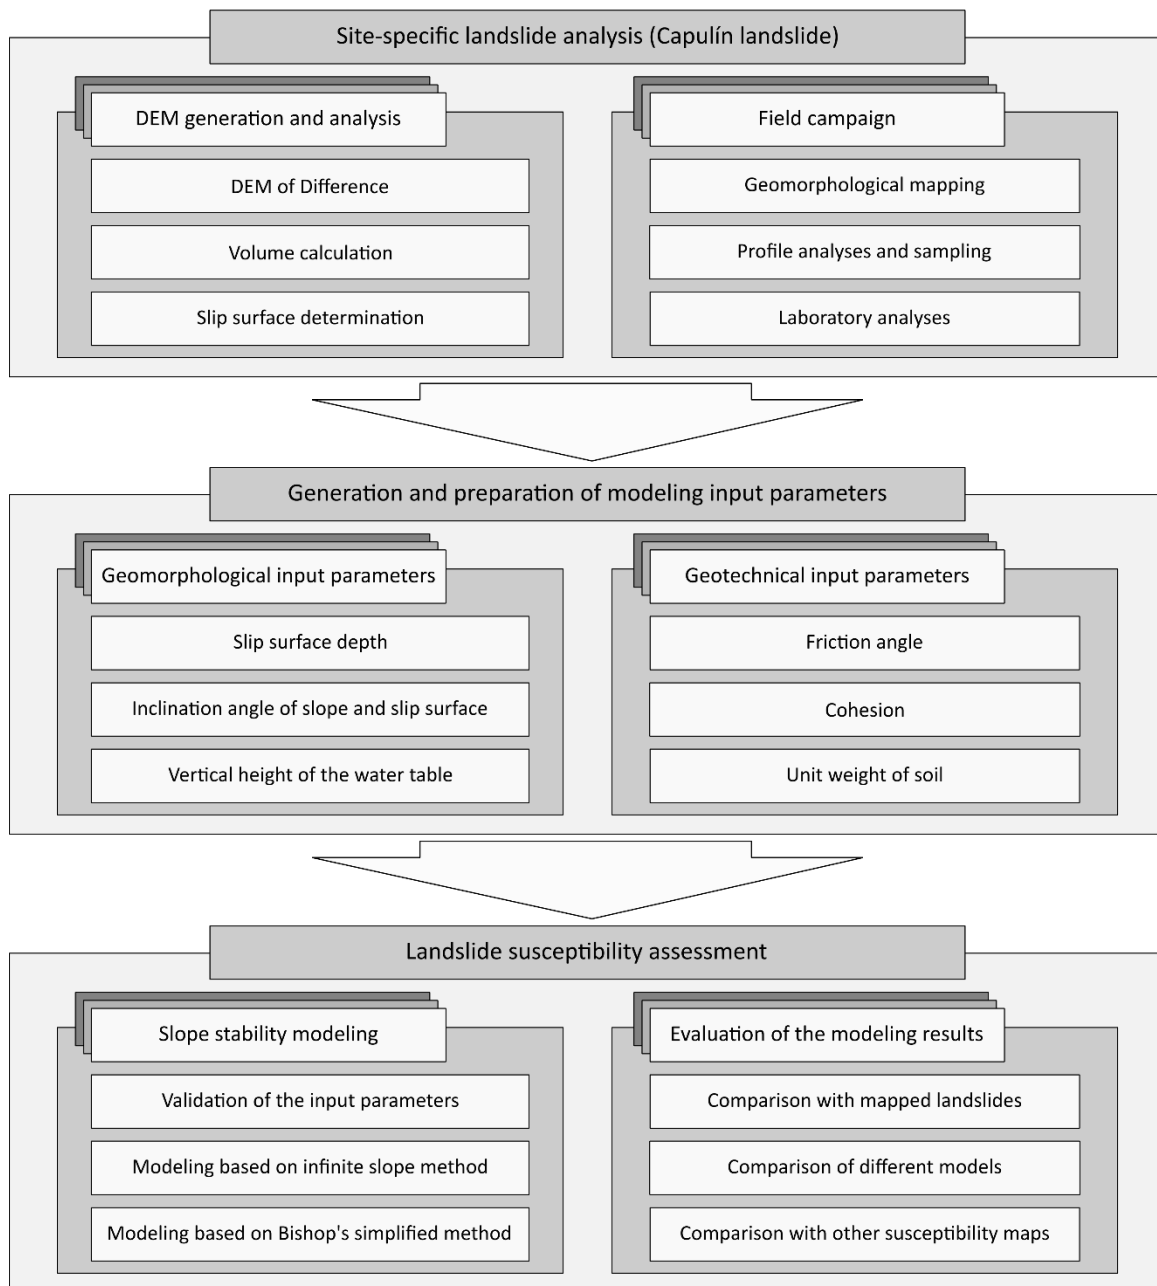 Site-specific landslide analysis (Capulín landslide)
DEM generation and analysis
DEM of Difference
Volume calculation
Slip surface determination
Field campaign
Geomorphological mapping
Profile analyses and sampling
Laboratory analyses
Generation and preparation of modeling input parameters
Geomorphological input parameters
Slip surface depth
Inclination angle of slope and slip surface
Vertical height of the water table
Geotechnical input parameters
Friction angle
Cohesion
Unit weight of soil
Landslide susceptibility assessment
Slope stability modeling
Validation of the input parameters
Modeling based on infinite slope method
Modeling based on Bishop's simplified method
Evaluation of the modeling results
Comparison with mapped landslides
Comparison of different models
Comparison with other susceptibility maps